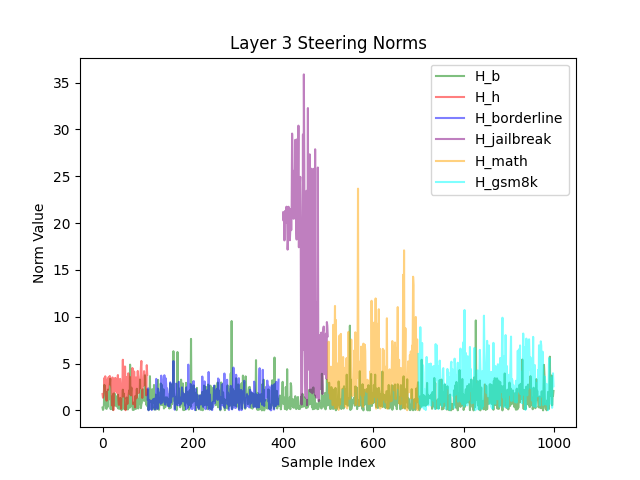 Layer 3 Steering Norms
Norm Value
35
30
25
20
15
10
5
0
0
200
400
600
800
1000
Sample Index
H_b
H_h
H_borderline
H_jailbreak
H_math
H_gsm8k